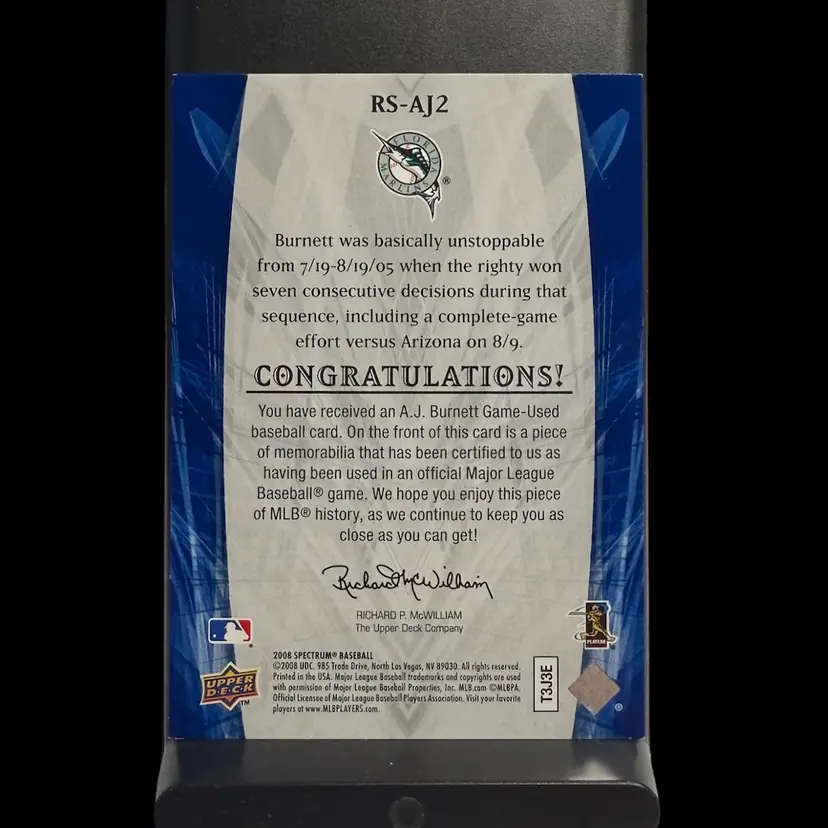 RS-AJ2
FLORIDA
MARLINS
®
Burnett was basically unstoppable
from 7/19-8/19/05 when the righty won
seven consecutive decisions during that
sequence, including a complete-game
effort versus Arizona on 8/9.
CONGRATULATIONS!
You have received an A.J. Burnett Game-Used
baseball card. On the front of this card is a piece
of memorabilia that has been certified to us as
having been used in an official Major League
Baseball® game. We hope you enjoy this piece
of MLB® history, as we continue to keep you as
close as you can get!
Richard McWilliam
RICHARD P. McWILLIAM
The Upper Deck Company
PLAYERS
2008 SPECTRUM® BASEBALL
©2008 UDC. 985 Trade Drive, North Las Vegas, NV 89030. All rights reserved.
Printed in the USA. Major League Baseball trademarks and copyrights are used
with permission of Major League Baseball Properties, Inc. MLB.com ©MLBPA.
Official Licensee of Major League Baseball Players Association. Visit your favorite
players at www.MLBPLAYERS.com.
UPPER
DECK
TM
T3J3E
®